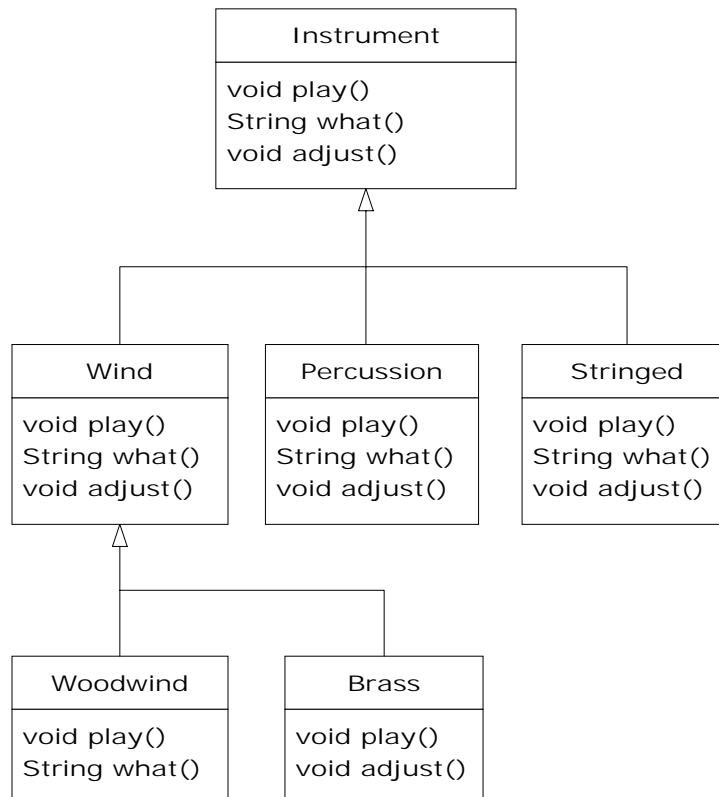 Instrument
void play()
String what()
void adjust()
Wind
void play()
String what()
void adjust()
Percussion
void play()
String what()
void adjust()
Stringed
void play()
String what()
void adjust()
Woodwind
void play()
String what()
Brass
void play()
void adjust()